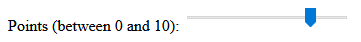 Points (between 0 and 10):